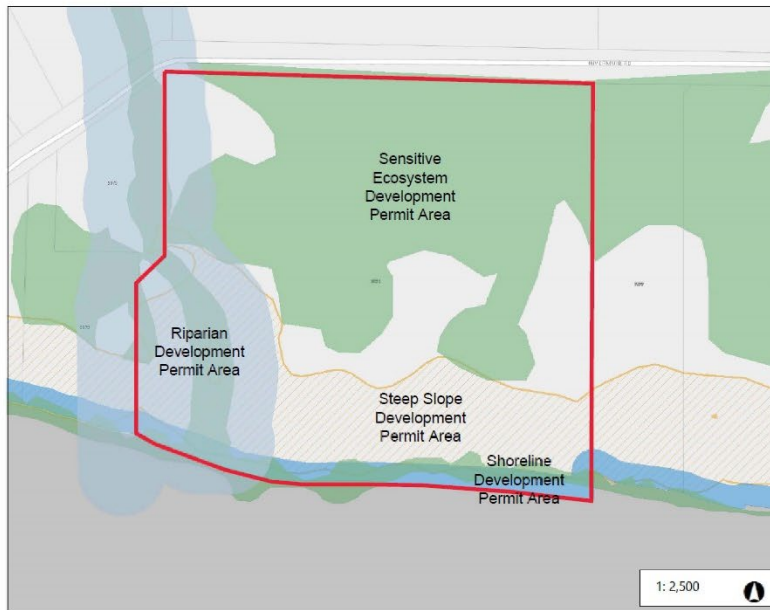 Sensitive
Ecosystem
Development
Permit Area
Riparian
Development
Permit Area
Steep Slope
Development
Permit Area
Shoreline
Development
Permit Area
1: 2,500